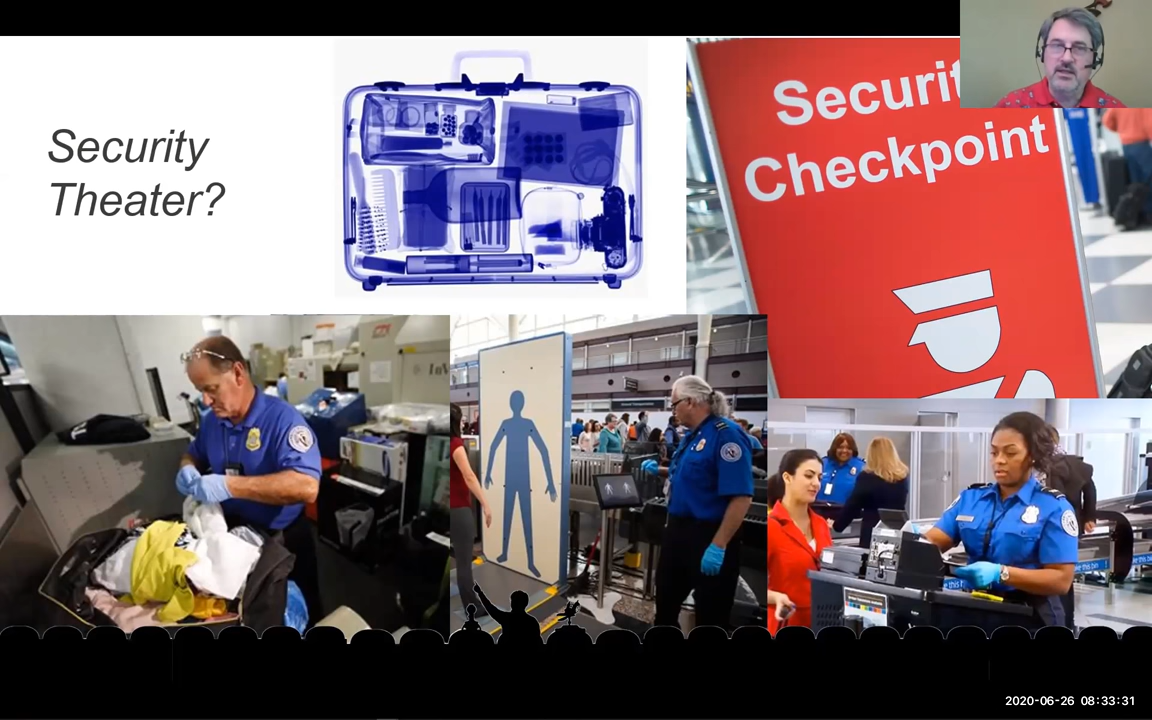 Security
Theater?
Securit
Checkpoint
2020-06-26 08:33:31